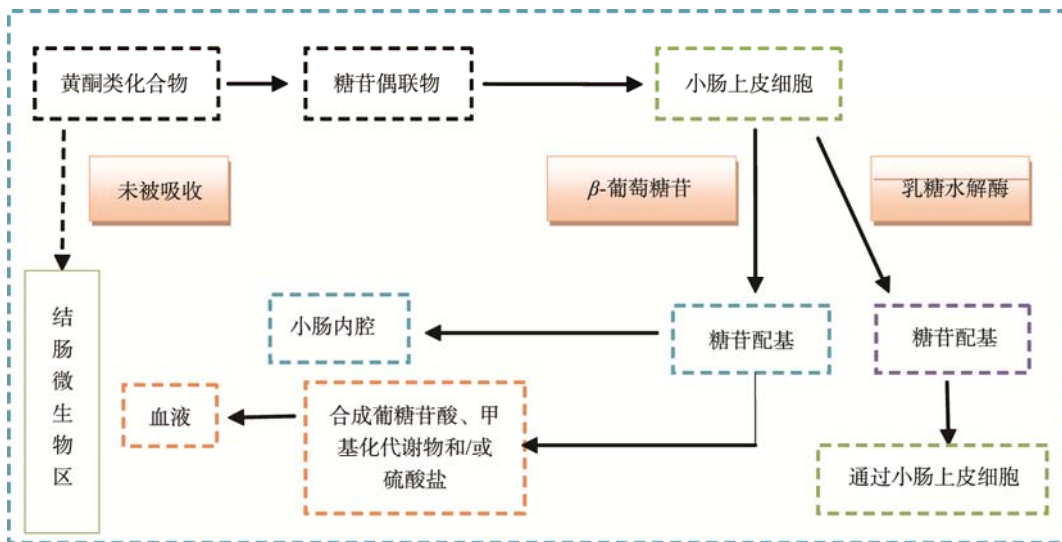 黄酮类化合物
糖苷偶联物
小肠上皮细胞
未被吸收
β-葡萄糖苷
乳糖水解酶
结
肠
微
生
物
区
小肠内腔
糖苷配基
糖苷配基
血液
合成葡糖苷酸、甲
基化代谢物和/或
硫酸盐
通过小肠上皮细胞